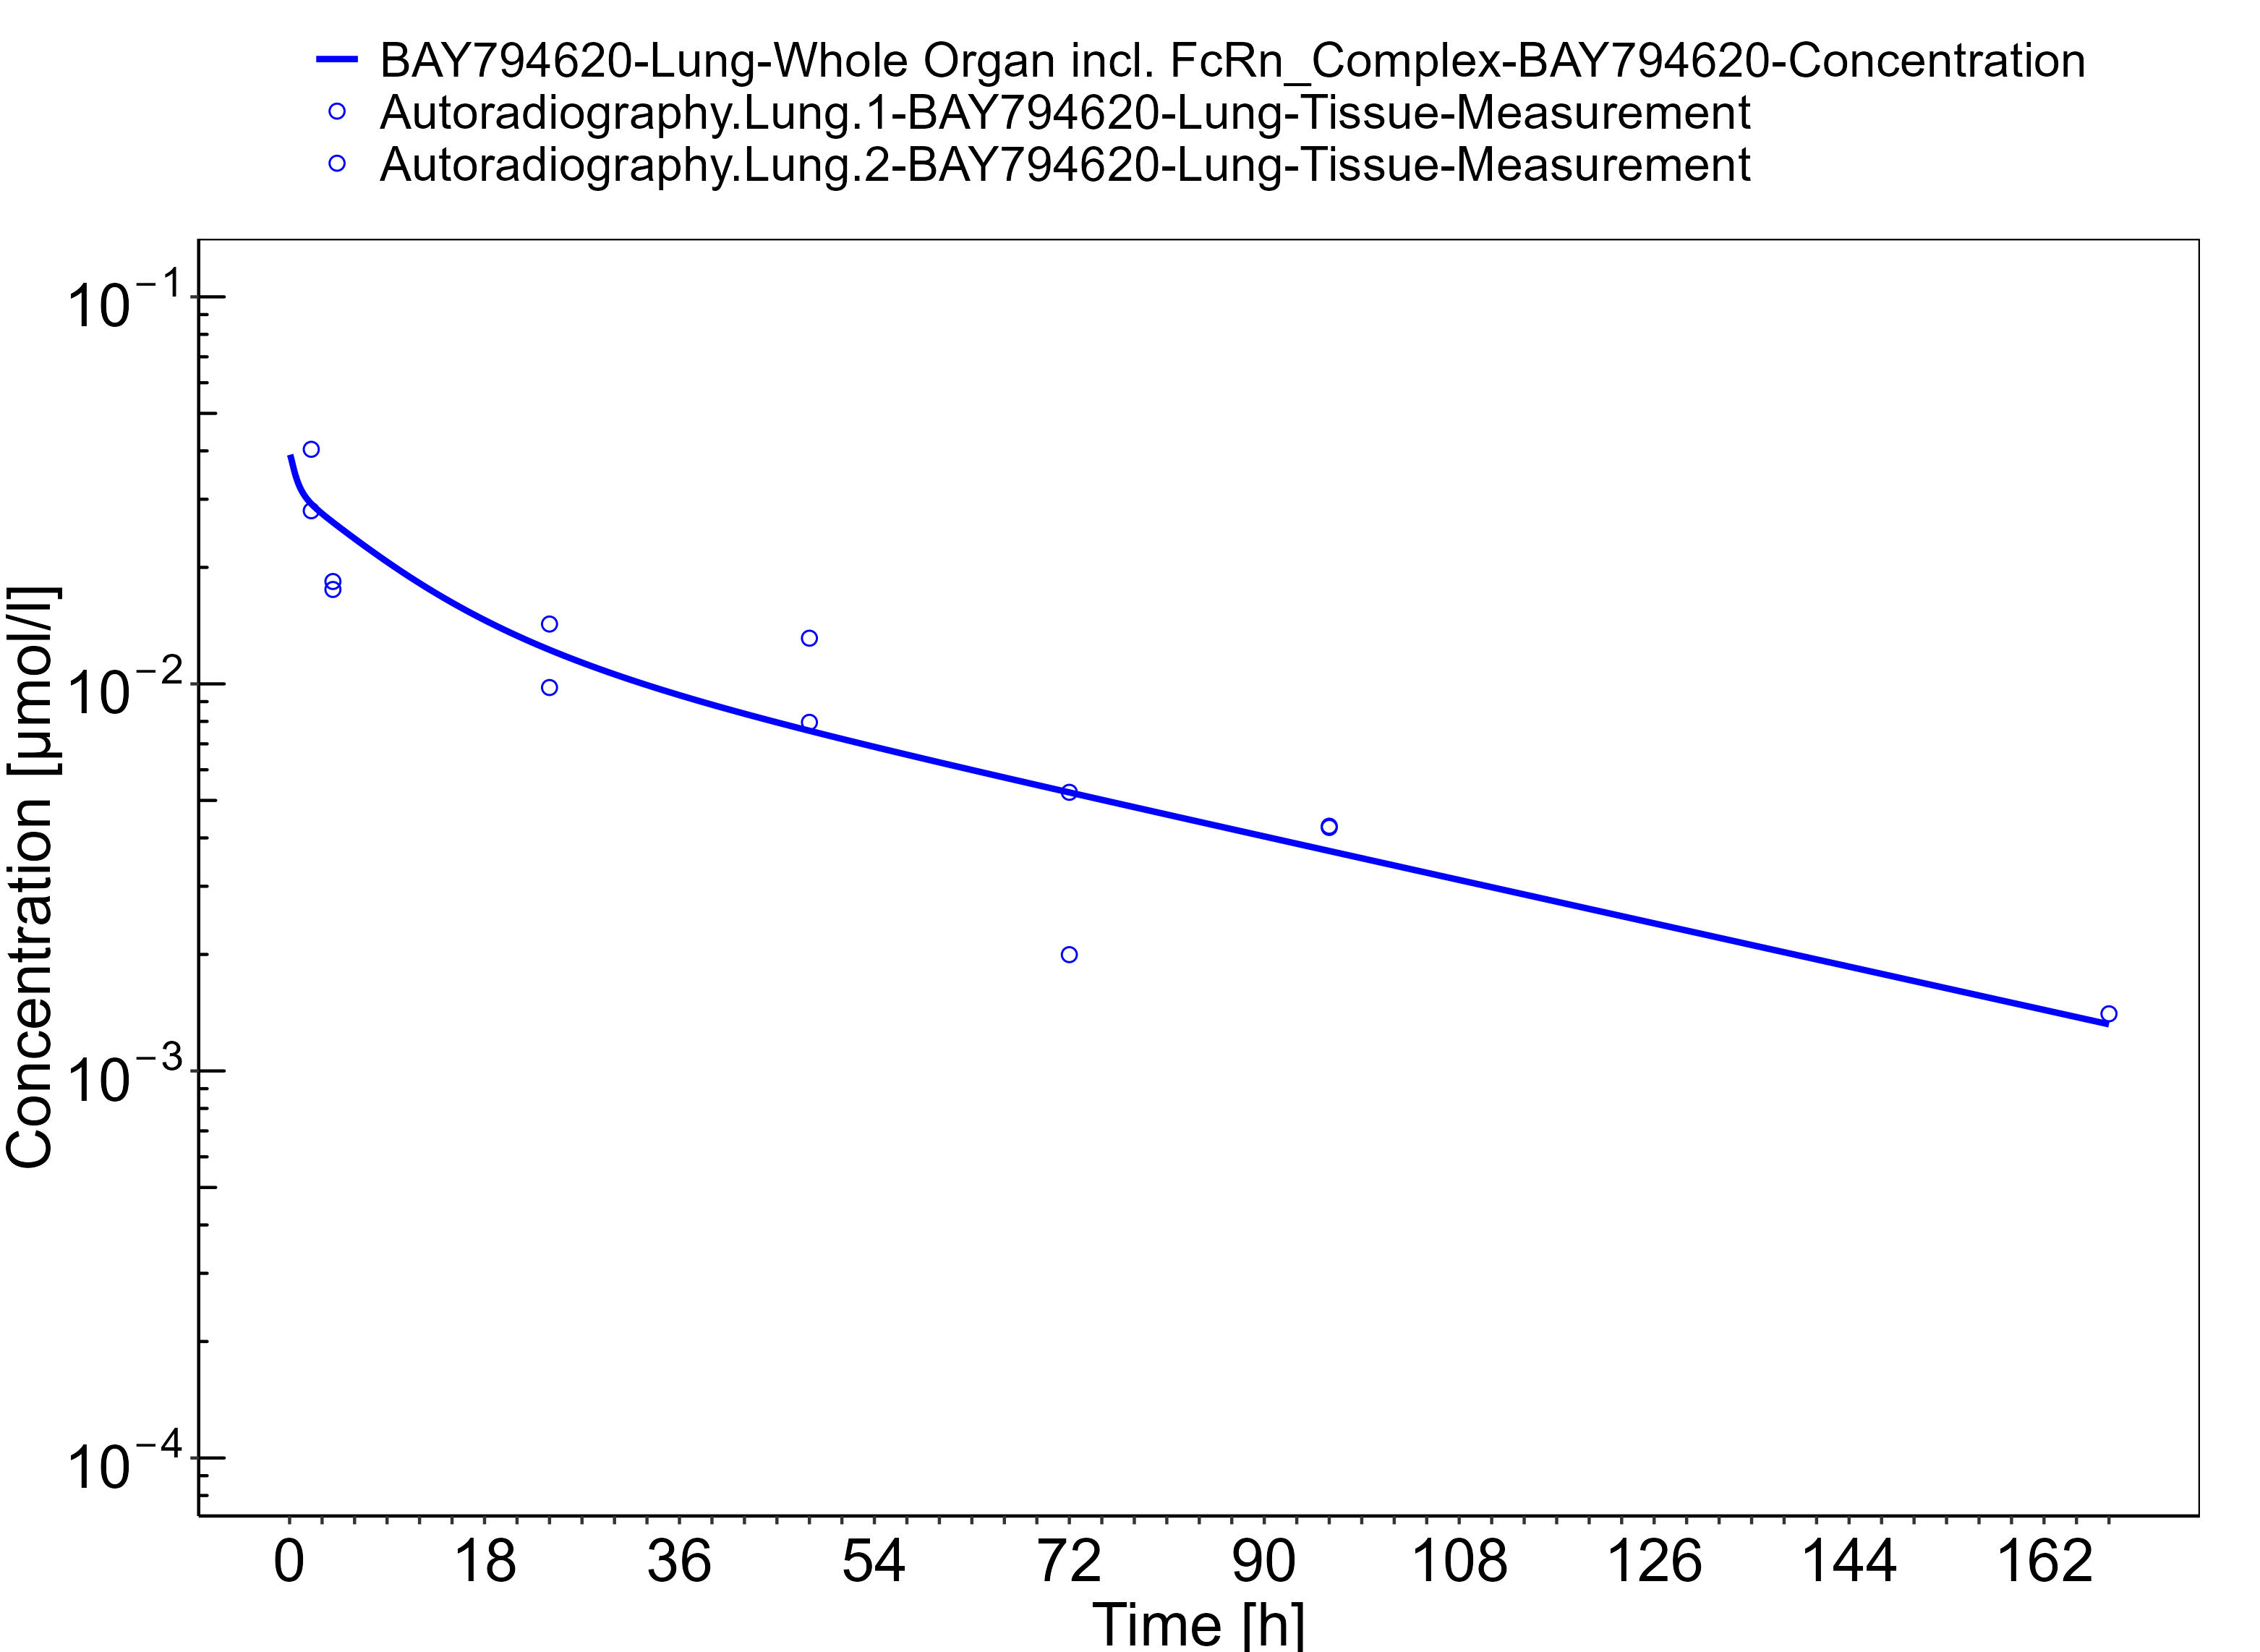 BAY794620-Lung-Whole Organ incl. FcRn_Complex-BAY794620-Concentration
Autoradiography.Lung.1-BAY794620-Lung-Tissue-Measurement
Autoradiography.Lung.2-BAY794620-Lung-Tissue-Measurement
Concentration [µmol/l]
10⁻¹
10⁻²
10⁻³
10⁻⁴
0 18 36 54 72 90 108 126 144 162
Time [h]